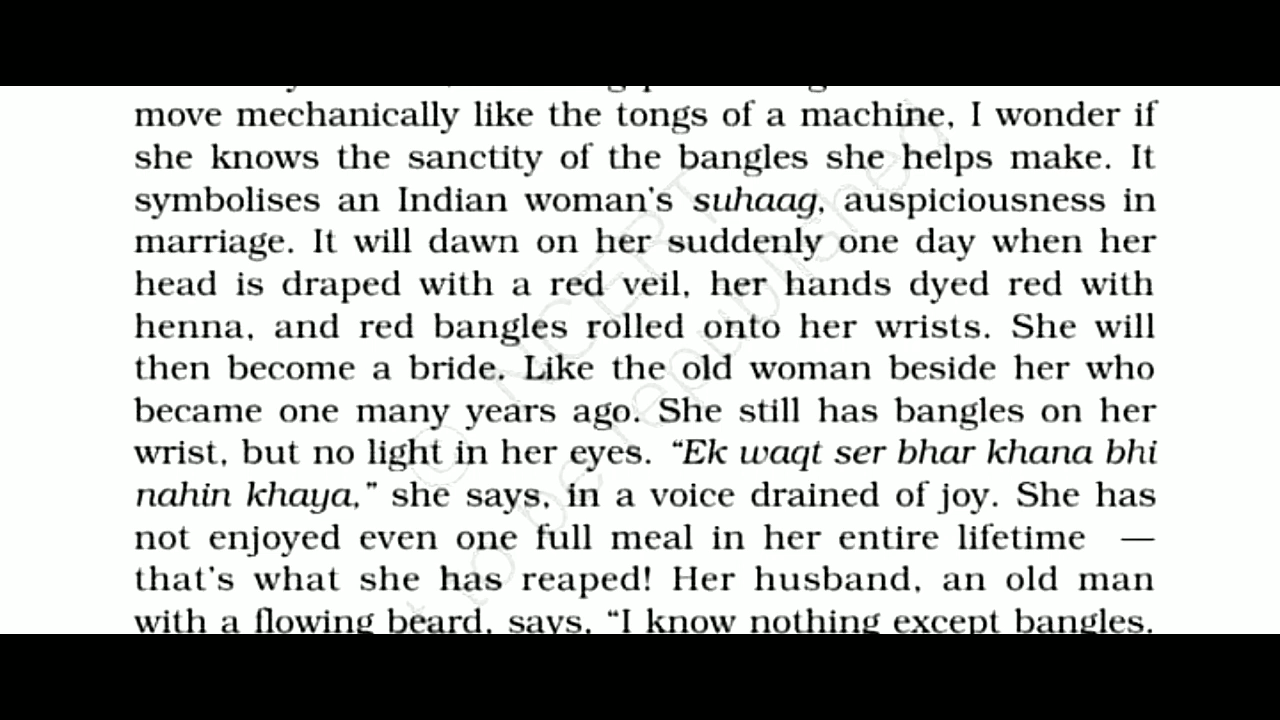 move mechanically like the tongs of a machine, I wonder if
she knows the sanctity of the bangles she helps make. It
symbolises an Indian woman's suhaag, auspiciousness in
marriage. It will dawn on her suddenly one day when her
head is draped with a red veil, her hands dyed red with
henna, and red bangles rolled onto her wrists. She will
then become a bride. Like the old woman beside her who
became one many years ago. She still has bangles on her
wrist, but no light in her eyes. “Ek waqt ser bhar khana bhi
nahin khaya,” she says, in a voice drained of joy. She has
not enjoyed even one full meal in her entire lifetime —
that's what she has reaped! Her husband, an old man
with a flowing beard, says, “I know nothing except bangles.
© NCERT
not to be republished